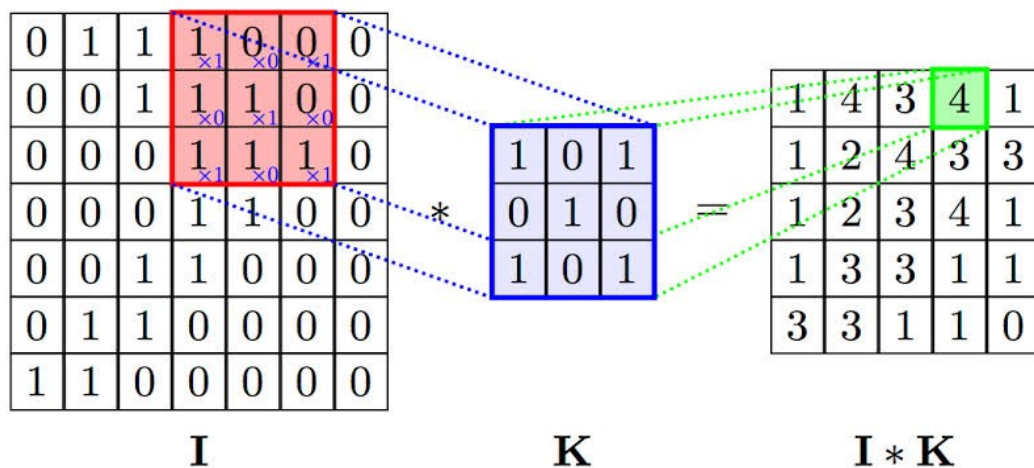 0 1 1 1×1 0×0 0×1 0
0 0 1 1×0 1×1 0×0 0
0 0 0 1×1 1×0 1×1 0
0 0 0 1 1 0 0
0 0 1 1 0 0 0
0 1 1 0 0 0 0
1 1 0 0 0 0 0
I
*
1 0 1
0 1 0
1 0 1
K
=
1 4 3 4 1
1 2 4 3 3
1 2 3 4 1
1 3 3 1 1
3 3 1 1 0
I * K